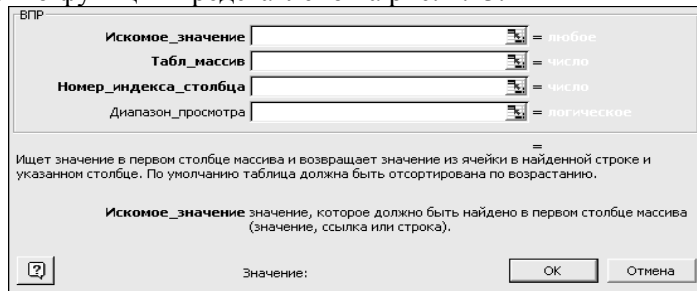 ВПР
Искомое_значение = любое
Табл_массив = число
Номер_индекса_столбца = число
Диапазон_просмотра = логическое
=
Ищет значение в первом столбце массива и возвращает значение из ячейки в найденной строке и
указанном столбце. По умолчанию таблица должна быть отсортирована по возрастанию.
Искомое_значение значение, которое должно быть найдено в первом столбце массива
(значение, ссылка или строка).
Значение:
OK
Отмена